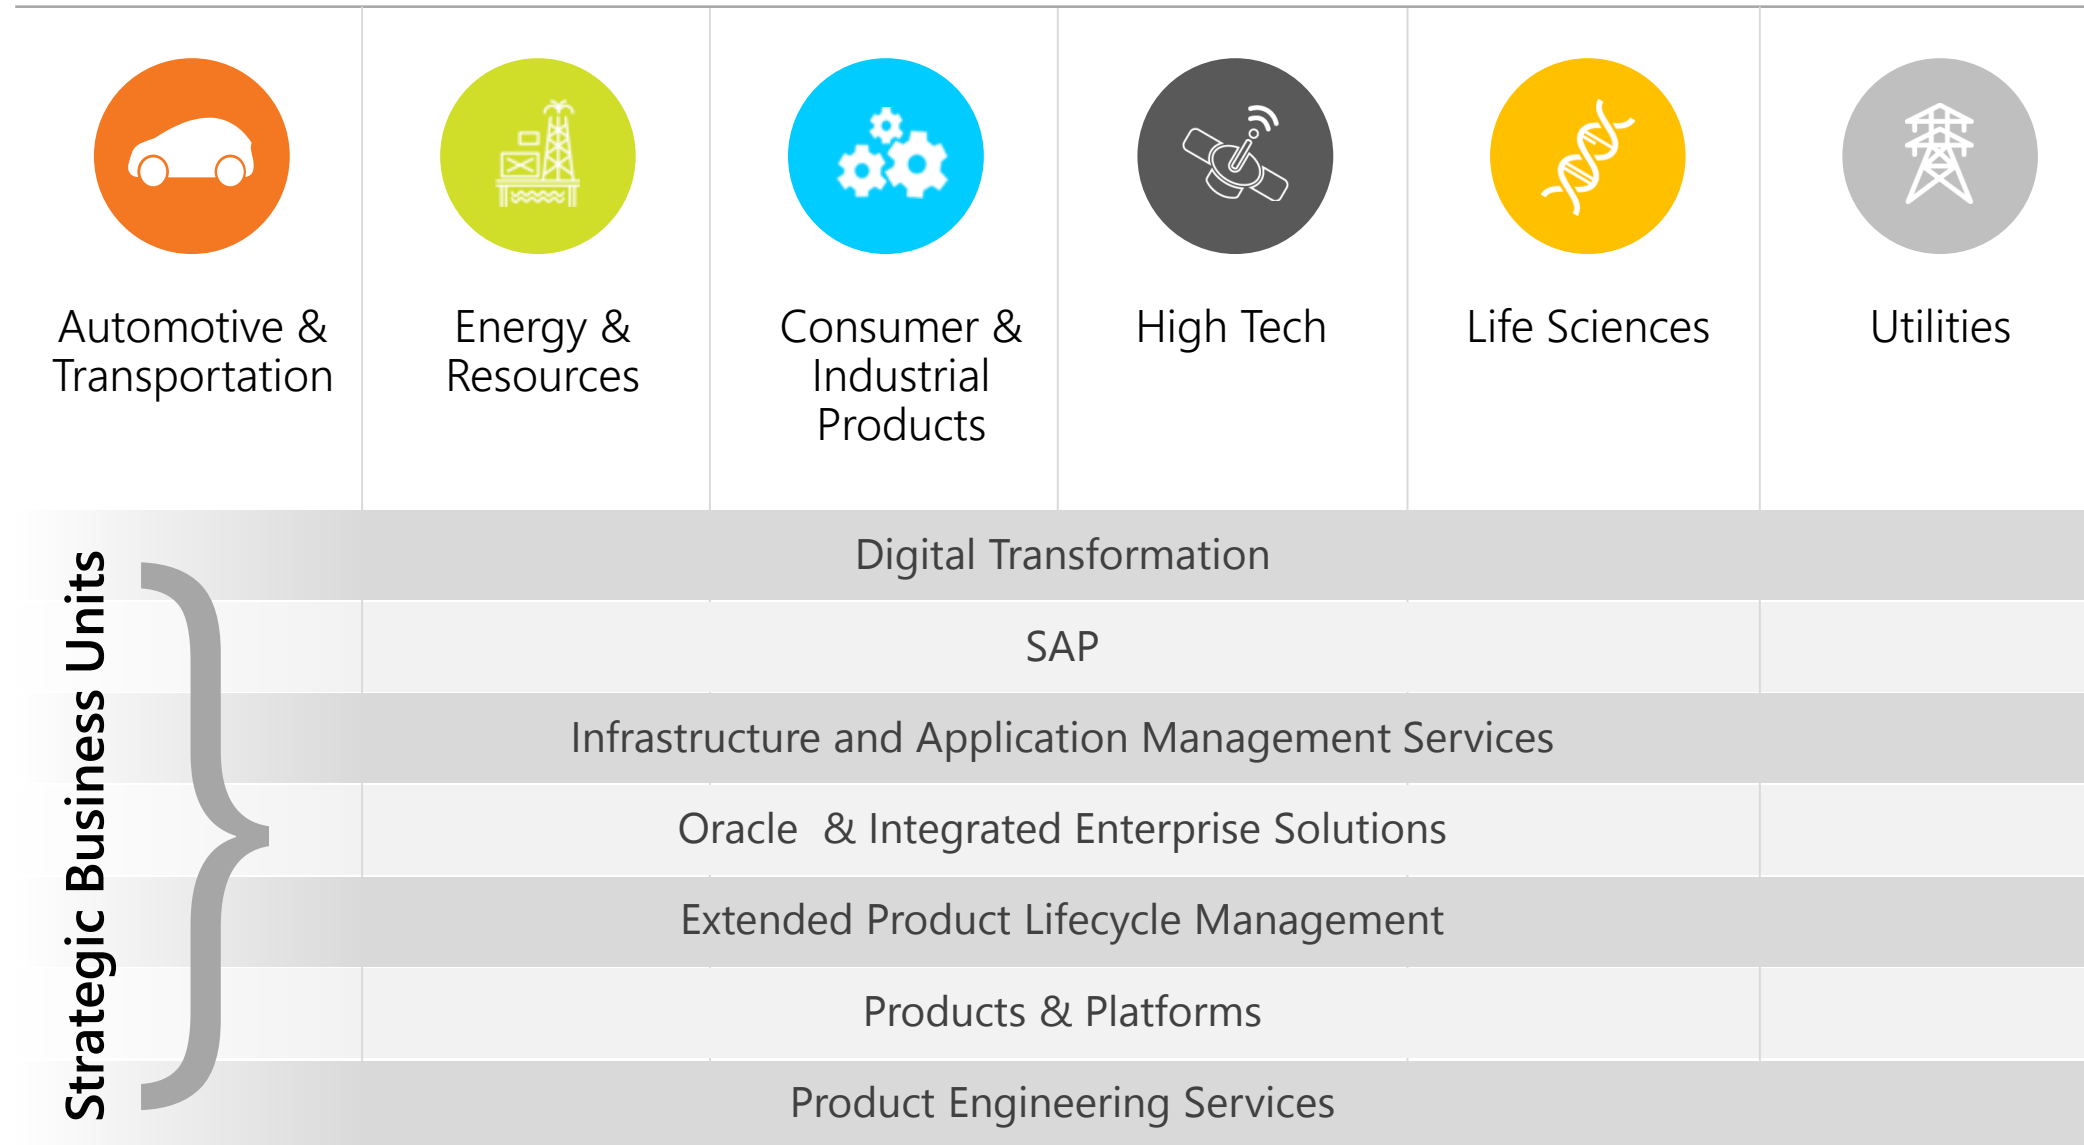 Automotive &
Transportation
Energy &
Resources
Consumer &
Industrial
Products
High Tech
Life Sciences
Utilities
Strategic Business Units
Digital Transformation
SAP
Infrastructure and Application Management Services
Oracle & Integrated Enterprise Solutions
Extended Product Lifecycle Management
Products & Platforms
Product Engineering Services